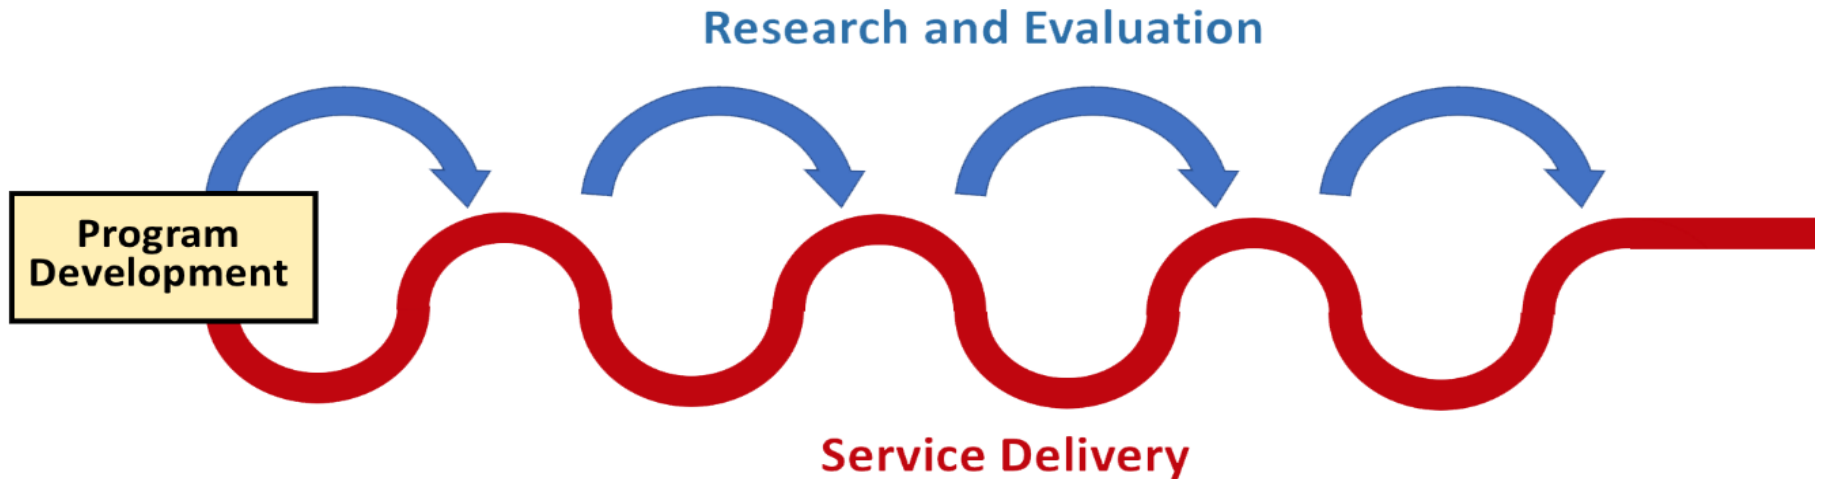 Research and Evaluation
Program
Development
Service Delivery